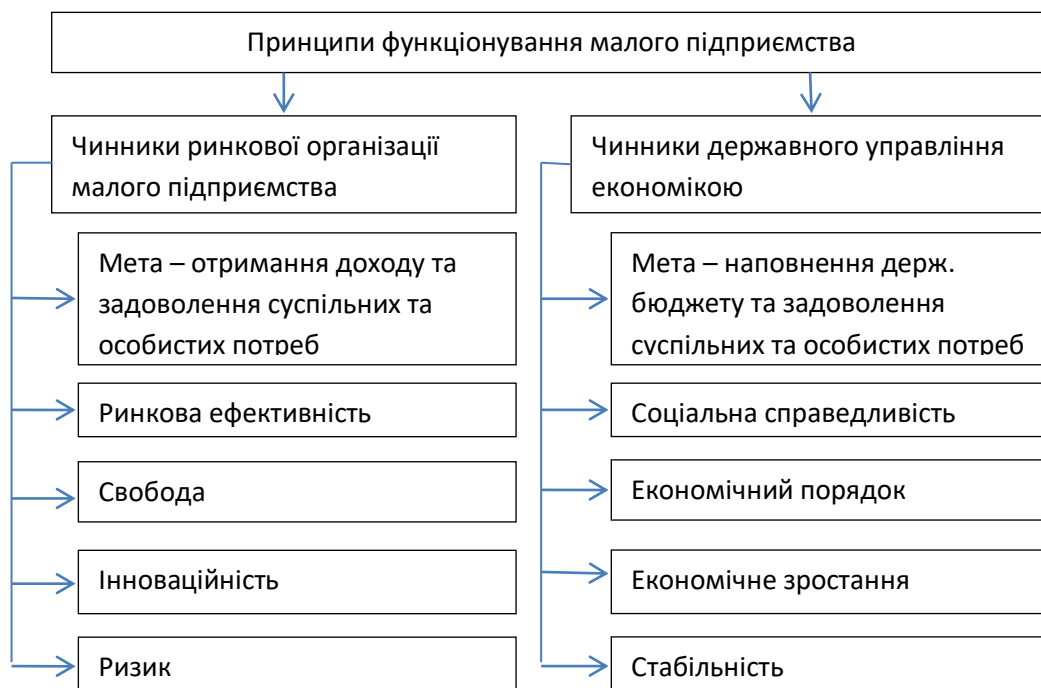 Принципи функціонування малого підприємства
Чинники ринкової організації
малого підприємства
Мета – отримання доходу та
задоволення суспільних та
особистих потреб
Ринкова ефективність
Свобода
Інноваційність
Ризик
Чинники державного управління
економікою
Мета – наповнення держ.
бюджету та задоволення
суспільних та особистих потреб
Соціальна справедливість
Економічний порядок
Економічне зростання
Стабільність